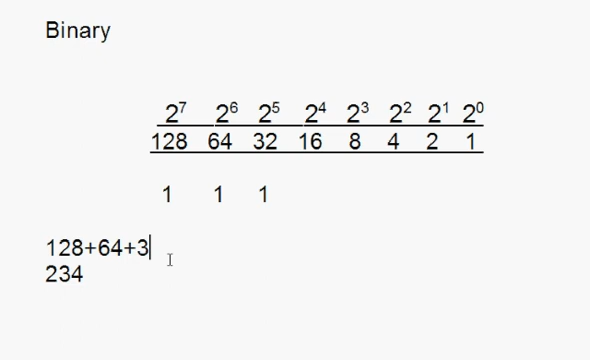 Binary
2⁷ 2⁶ 2⁵ 2⁴ 2³ 2² 2¹ 2⁰
128 64 32 16 8 4 2 1
1 1 1
128+64+3
234